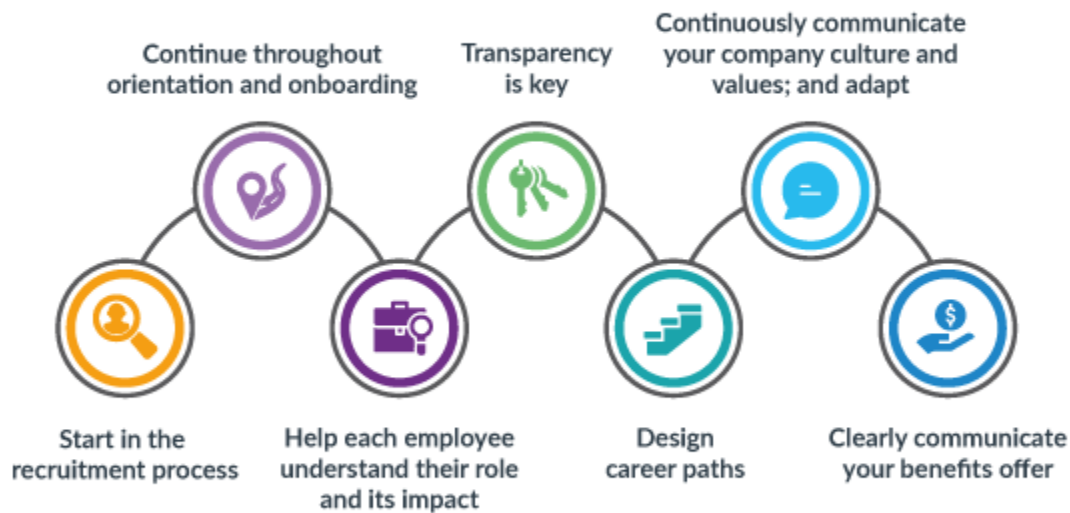 Continue throughout
orientation and onboarding
Transparency
is key
Continuously communicate
your company culture and
values; and adapt
$
Start in the
recruitment process
Help each employee
understand their role
and its impact
Design
career paths
Clearly communicate
your benefits offer